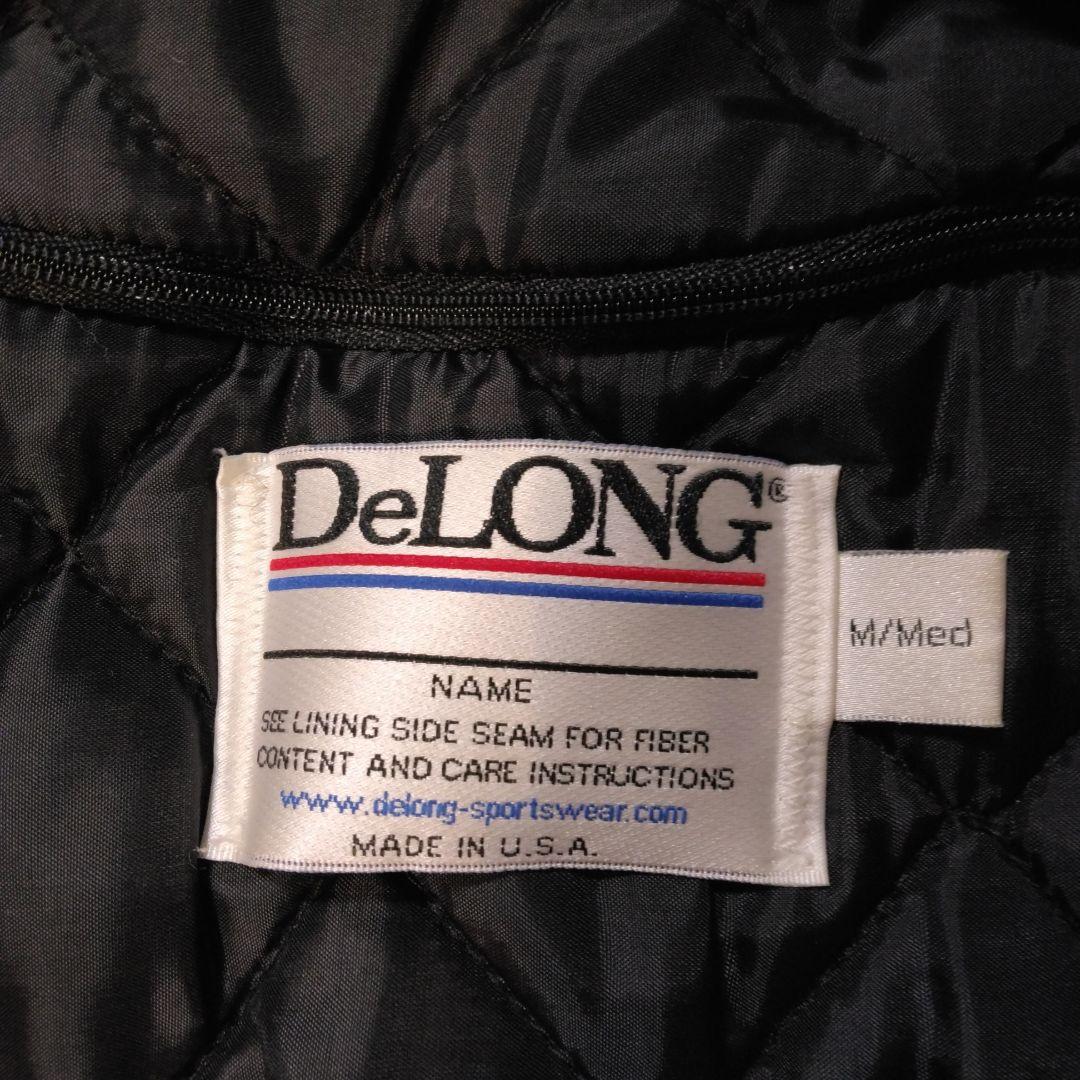 DeLONG®
NAME
SEE LINING SIDE SEAM FOR FIBER
CONTENT AND CARE INSTRUCTIONS
www.delong-sportswear.com
MADE IN U.S.A.
M/Med